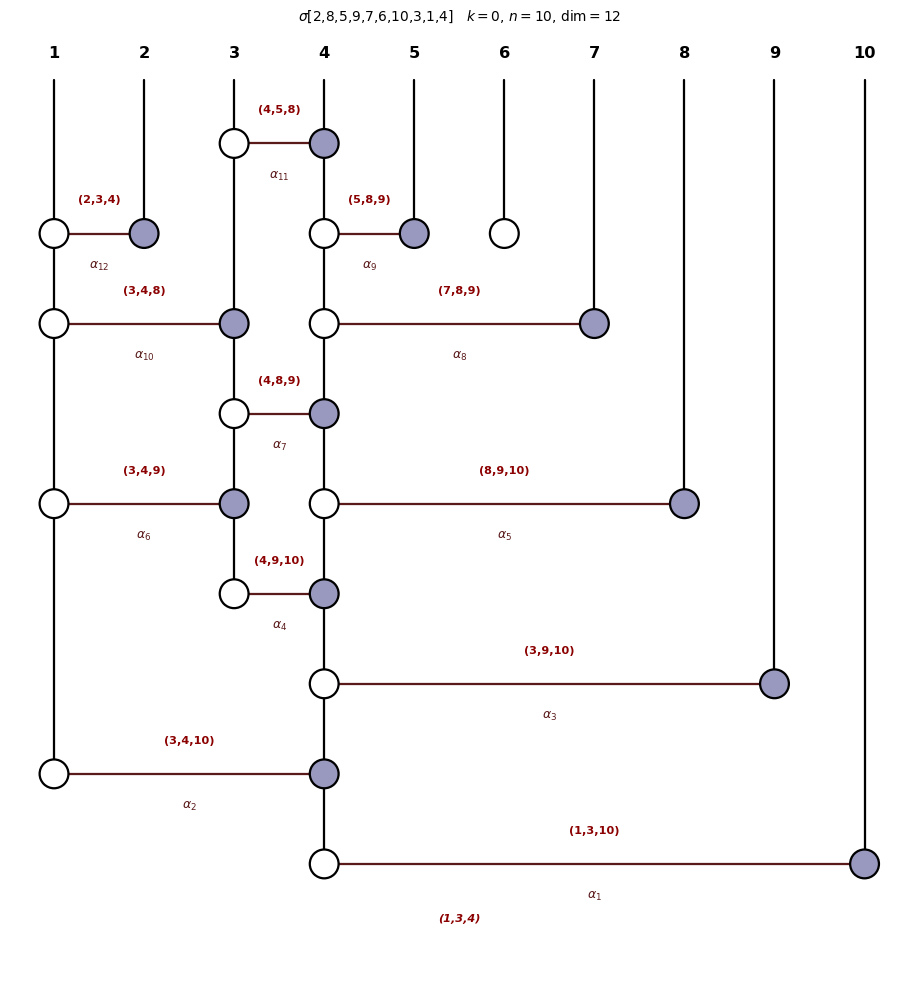 σ[2,8,5,9,7,6,10,3,1,4] k=0, n=10, dim=12
1 2 3 4 5 6 7 8 9 10
(4,5,8)
α₁₁
(2,3,4) (5,8,9)
α₁₂ α₉
(3,4,8) (7,8,9)
α₁₀ α₈
(4,8,9)
α₇
(3,4,9) (8,9,10)
α₆ α₅
(4,9,10)
α₄
(3,9,10)
α₃
(3,4,10)
α₂
(1,3,10)
α₁
(1,3,4)